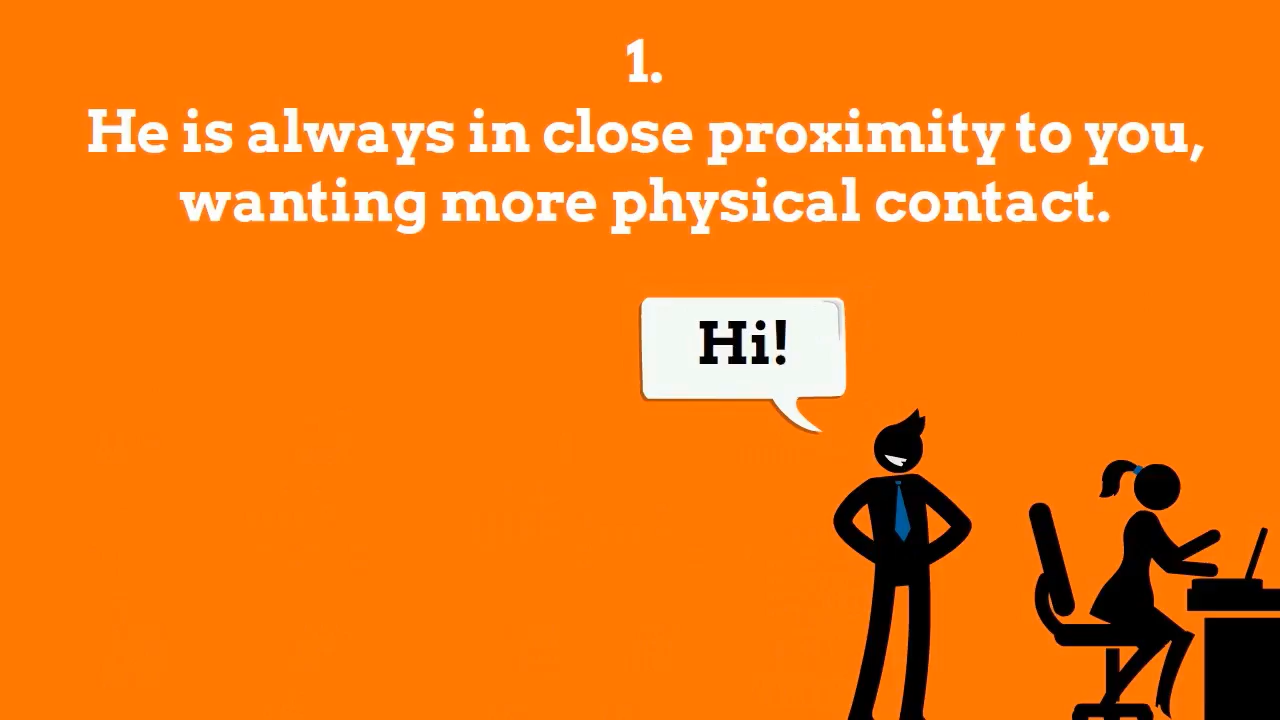 1.
He is always in close proximity to you,
wanting more physical contact.
Hi!